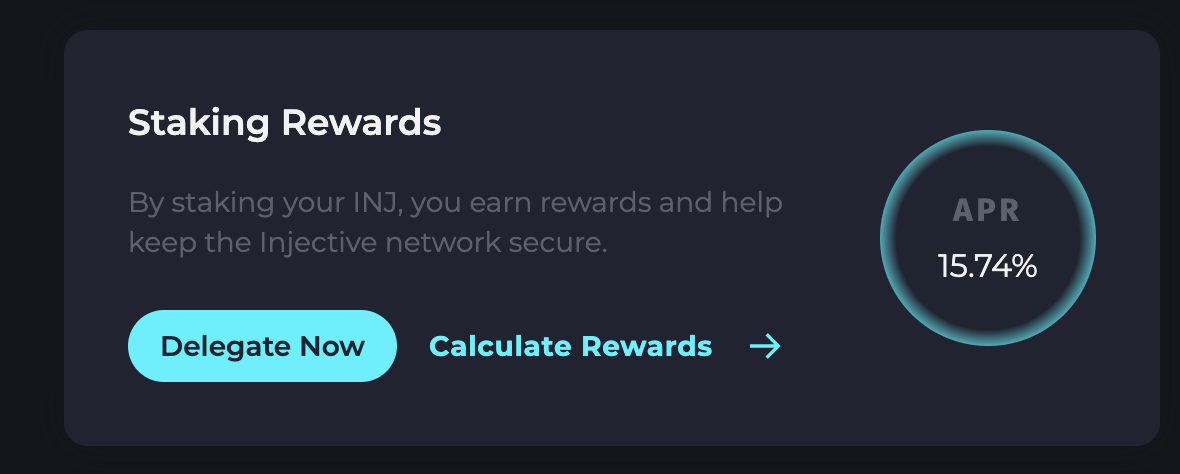 Staking Rewards
By staking your INJ, you earn rewards and help
keep the Injective network secure.
Delegate Now
Calculate Rewards
APR
15.74%